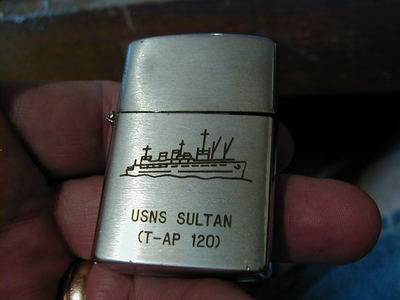 USNS SULTAN
(T-AP 120)